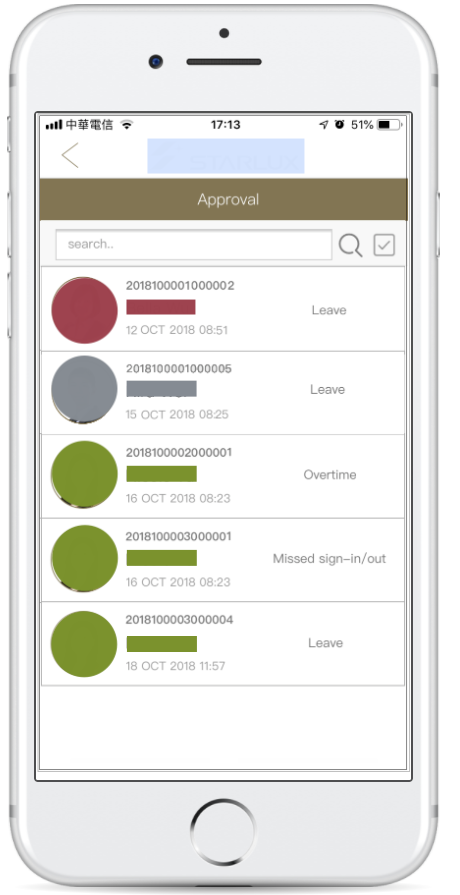 中華電信
17:13
51%
STARLUX
Approval
search..
2018100001000002
12 OCT 2018 08:51
Leave
2018100001000005
15 OCT 2018 08:25
Leave
2018100002000001
16 OCT 2018 08:23
Overtime
2018100003000001
16 OCT 2018 08:23
Missed sign-in/out
2018100003000004
18 OCT 2018 11:57
Leave